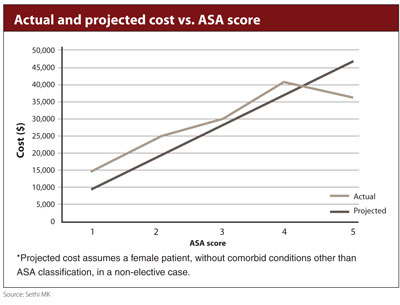 Actual and projected cost vs. ASA score
50,000
45,000
40,000
35,000
30,000
25,000
20,000
15,000
10,000
5,000
0
Cost ($)
1 2 3 4 5
ASA score
Actual
Projected
*Projected cost assumes a female patient, without comorbid conditions other than
ASA classification, in a non-elective case.
Source: Sethi MK